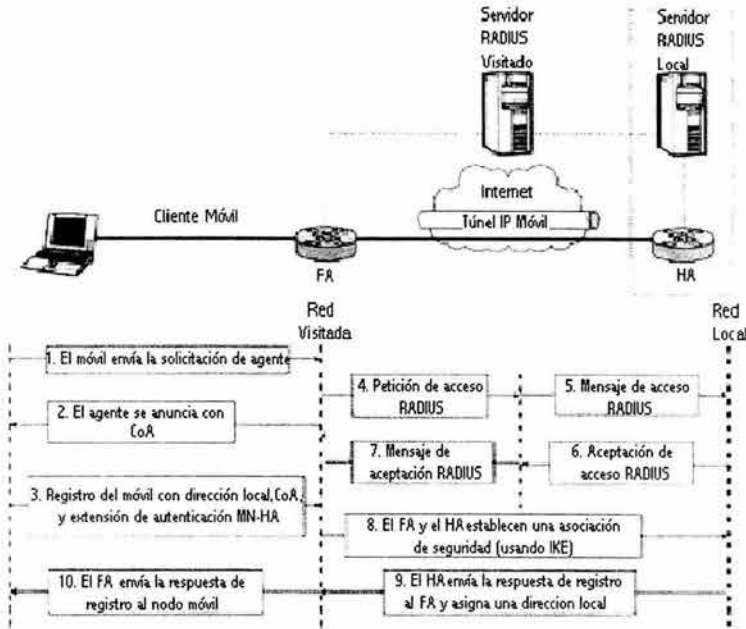 Servidor
RADIUS
Visitado
Servidor
RADIUS
Local
Internet
Túnel IP Móvil
Cliente Móvil
FA
HA
Red
Visitada
Red
Local
1. El móvil envía la solicitación de agente
2. El agente se anuncia con
CoA
3. Registro del móvil con dirección local,CoA,
y extensión de autenticación MN-HA
4. Petición de acceso
RADIUS
5. Mensaje de acceso
RADIUS
7. Mensaje de
aceptación RADIUS
6. Aceptación de
acceso RADIUS
8. El FA y el HA establecen una asociación
de seguridad (usando IKE)
10. El FA envía la respuesta de
registro al nodo móvil
9. El HA envía la respuesta de registro
al FA y asigna una direccion local